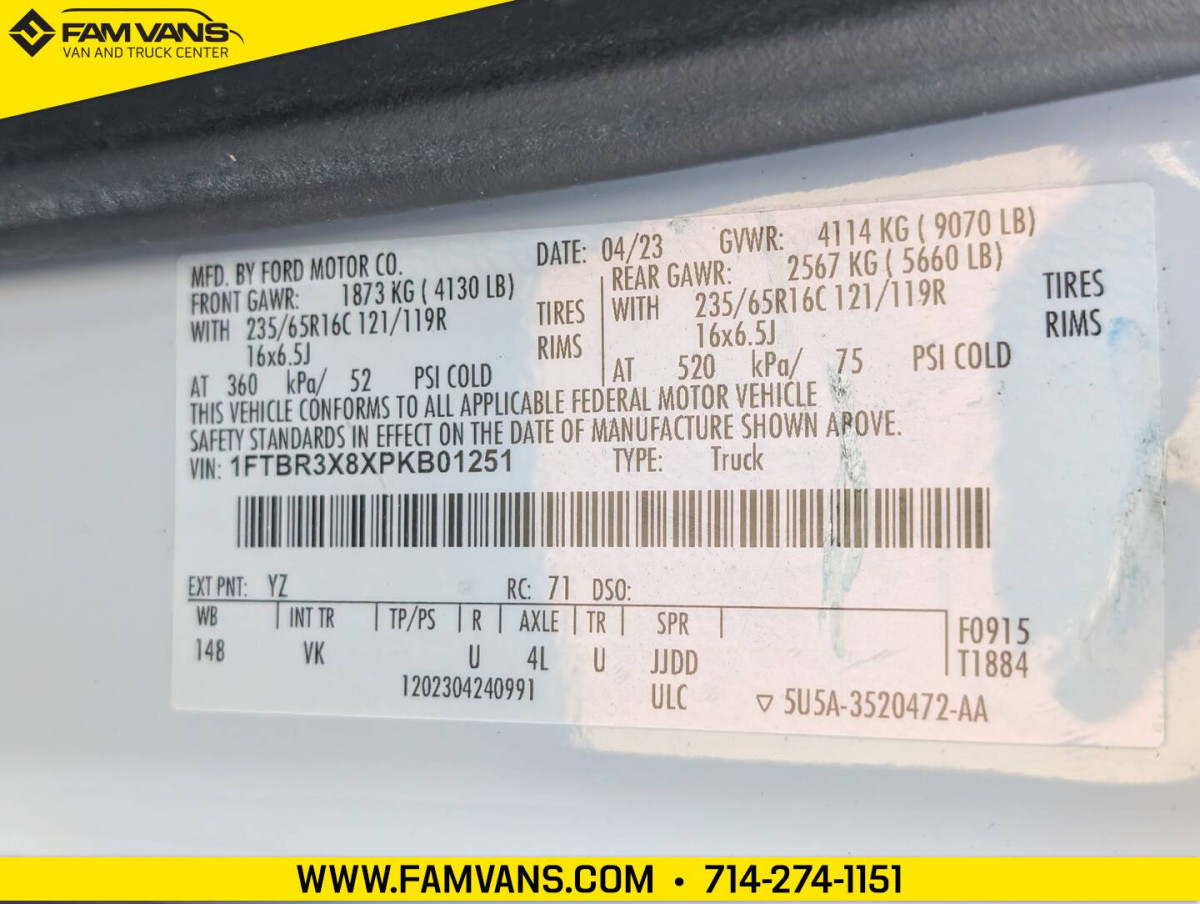 FAM VANS
VAN AND TRUCK CENTER
MFD. BY FORD MOTOR CO. DATE: 04/23 GVWR: 4114 KG ( 9070 LB)
FRONT GAWR: 1873 KG ( 4130 LB) REAR GAWR: 2567 KG ( 5660 LB)
WITH 235/65R16C 121/119R TIRES WITH 235/65R16C 121/119R TIRES
16x6.5J RIMS 16x6.5J RIMS
AT 360 kPa/ 52 PSI COLD AT 520 kPa/ 75 PSI COLD
THIS VEHICLE CONFORMS TO ALL APPLICABLE FEDERAL MOTOR VEHICLE
SAFETY STANDARDS IN EFFECT ON THE DATE OF MANUFACTURE SHOWN ABOVE.
VIN: 1FTBR3X8XPKB01251 TYPE: Truck
EXT PNT: YZ RC: 71 DSO:
WB INT TR TP/PS R AXLE TR SPR F0915
148 VK U 4L U JJDD T1884
1202304240991 ULC ▽ 5U5A-3520472-AA
WWW.FAMVANS.COM • 714-274-1151